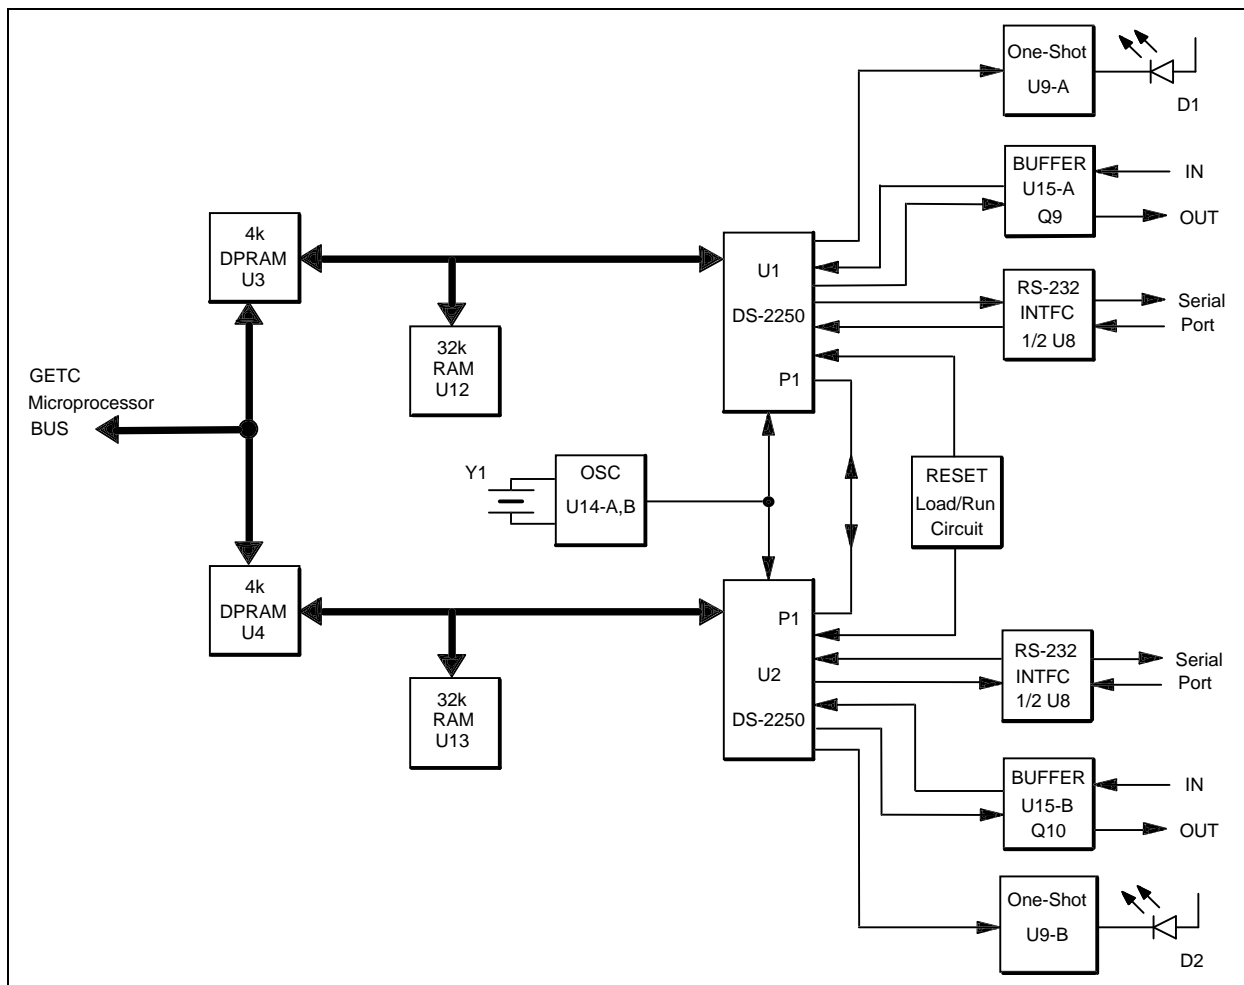 One-Shot
U9-A
D1
BUFFER
U15-A
Q9
IN
OUT
4k
DPRAM
U3
U1
DS-2250
P1
RS-232
INTFC
1/2 U8
Serial
Port
32k
RAM
U12
GETC
Microprocessor
BUS
Y1
OSC
U14-A,B
RESET
Load/Run
Circuit
4k
DPRAM
U4
P1
U2
DS-2250
RS-232
INTFC
1/2 U8
Serial
Port
32k
RAM
U13
BUFFER
U15-B
Q10
IN
OUT
One-Shot
U9-B
D2